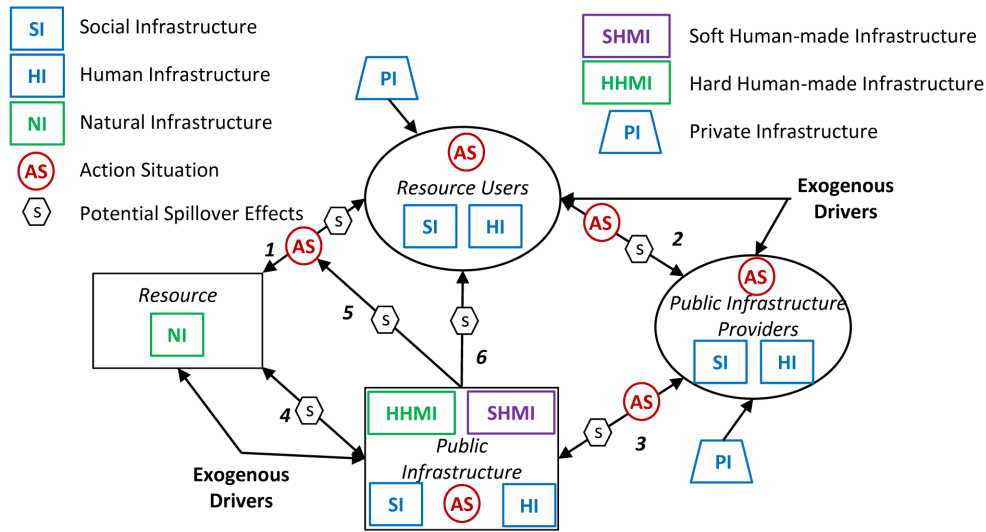 SI Social Infrastructure
HI Human Infrastructure
NI Natural Infrastructure
AS Action Situation
S Potential Spillover Effects
SHMI Soft Human-made Infrastructure
HHMI Hard Human-made Infrastructure
PI Private Infrastructure
PI
AS
Resource Users
SI HI
Exogenous
Drivers
S
AS
1
AS
S
2
AS
Public Infrastructure
Providers
SI HI
Resource
NI
5
S
S
6
4
S
HHMI SHMI
Public
Infrastructure
SI AS HI
AS
S
3
PI
Exogenous
Drivers